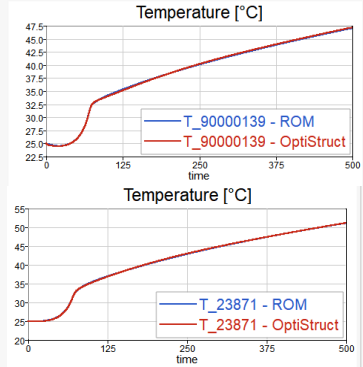 Temperature [°C]
47.5
45.0
42.5
40.0
37.5
35.0
32.5
30.0
27.5
25.0
22.5
T_90000139 - ROM
T_90000139 - OptiStruct
0 125 250 375 500
time
Temperature [°C]
55
50
45
40
35
30
25
20
T_23871 - ROM
T_23871 - OptiStruct
0 125 250 375 500
time